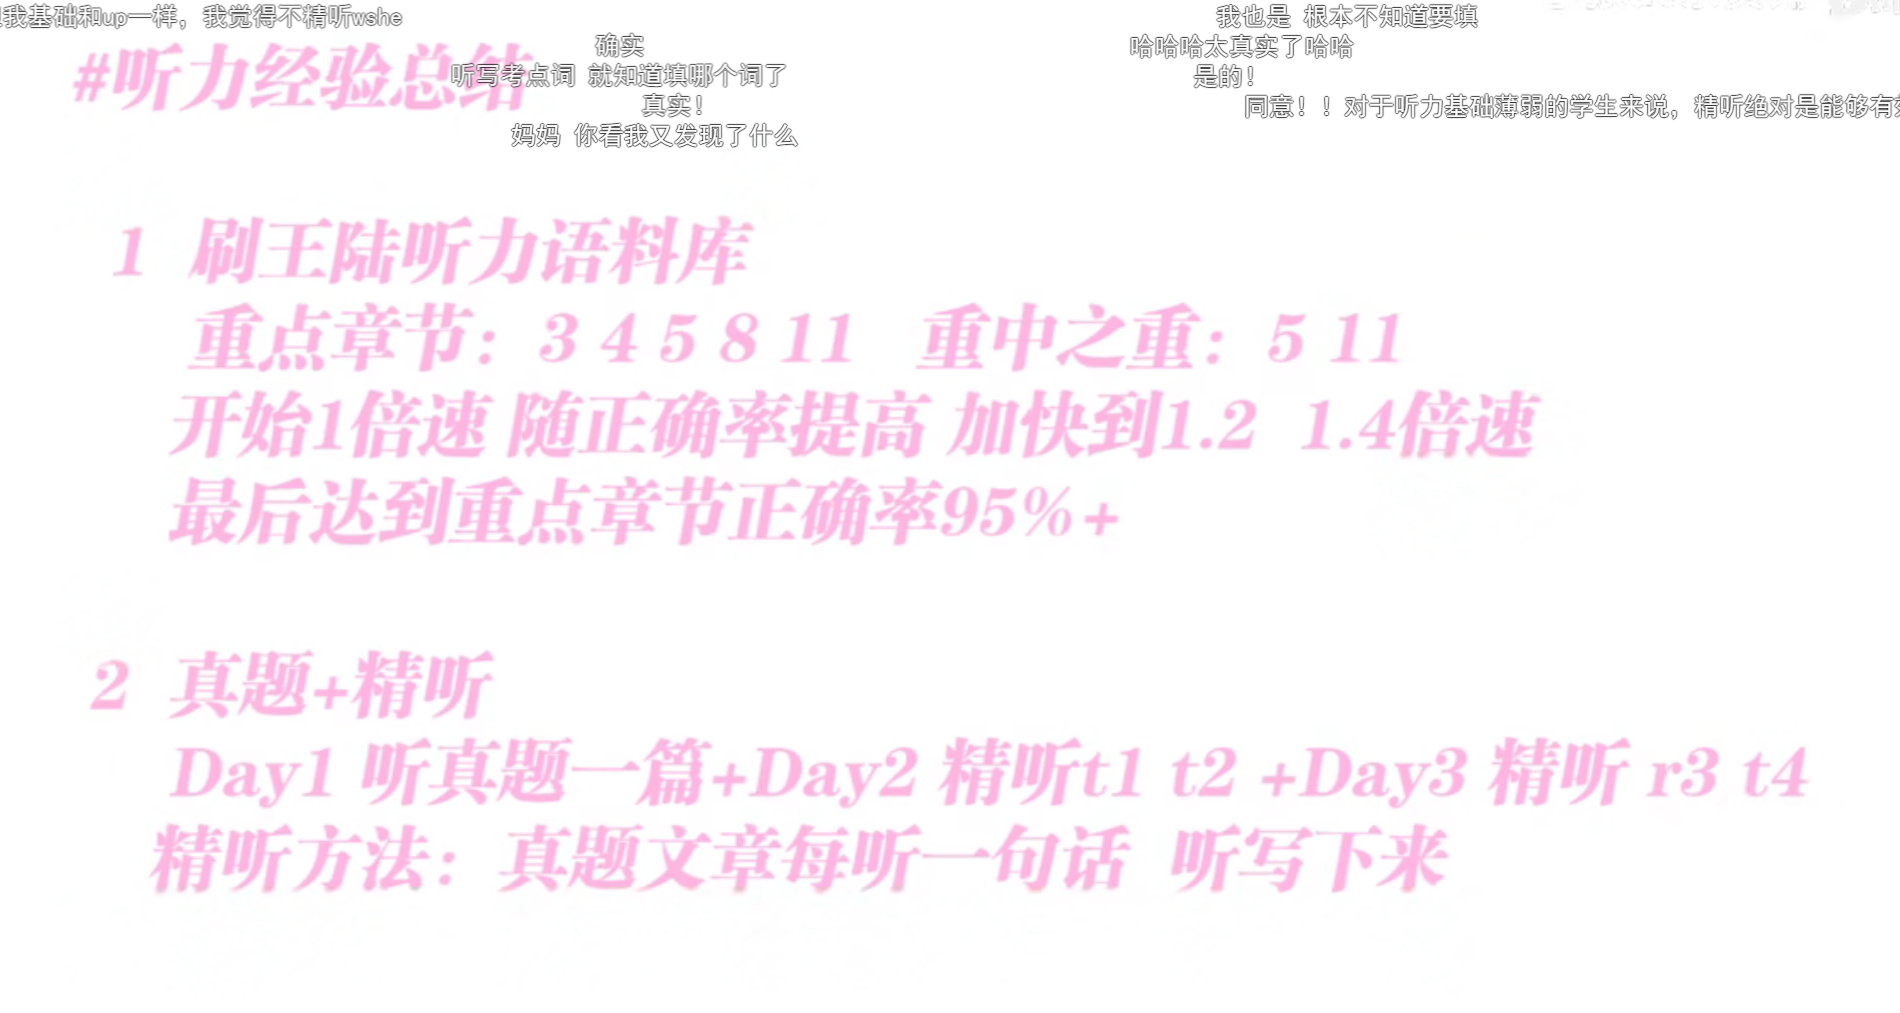 我基础和up一样，我觉得不精听wshe
我也是 根本不知道要填
确实
哈哈哈太真实了哈哈
听写考点词 就知道填哪个词了
是的！
真实！
同意！！对于听力基础薄弱的学生来说，精听绝对是能够有
妈妈 你看我又发现了什么
#听力经验总结
1 刷王陆听力语料库
重点章节：3 4 5 8 11 重中之重：5 11
开始1倍速 随正确率提高 加快到1.2 1.4倍速
最后达到重点章节正确率95%+
2 真题+精听
Day1 听真题一篇+Day2 精听t1 t2 +Day3 精听 r3 t4
精听方法：真题文章每听一句话 听写下来